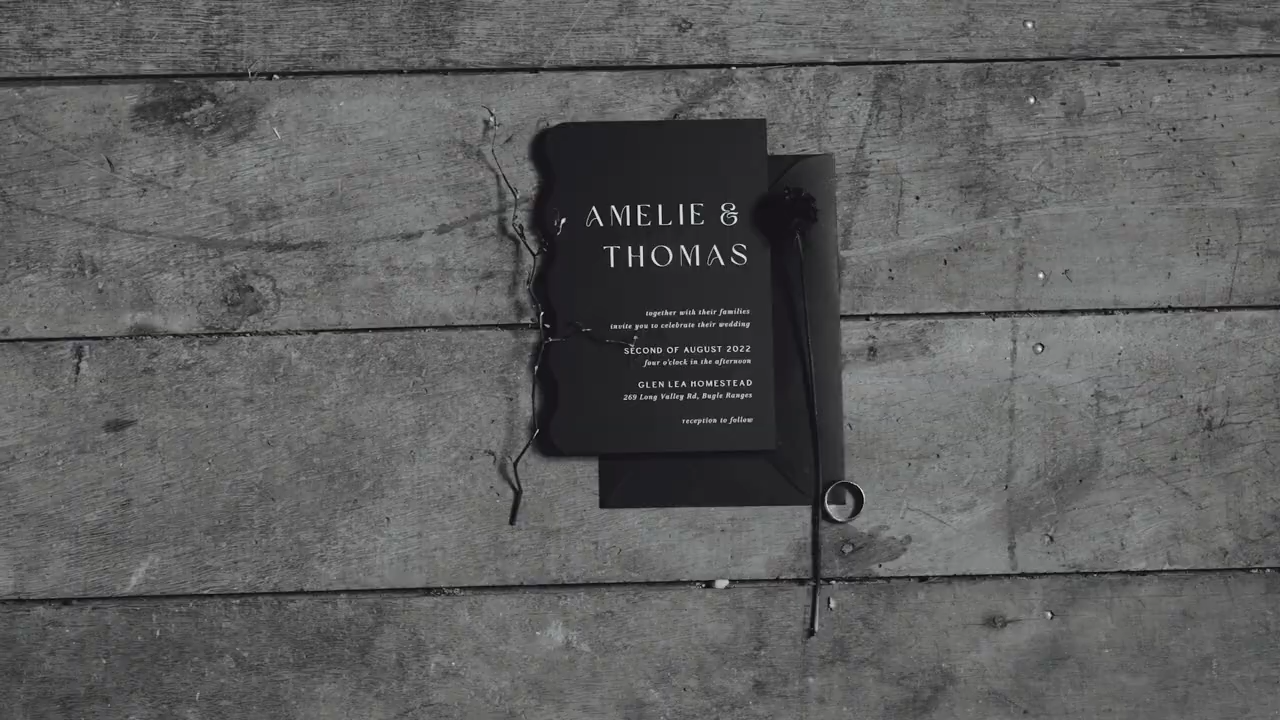 AMELIE &
THOMAS
together with their families
invite you to celebrate their wedding
SECOND OF AUGUST 2022
four o'clock in the afternoon
GLEN LEA HOMESTEAD
269 Long Valley Rd, Bugle Ranges
reception to follow